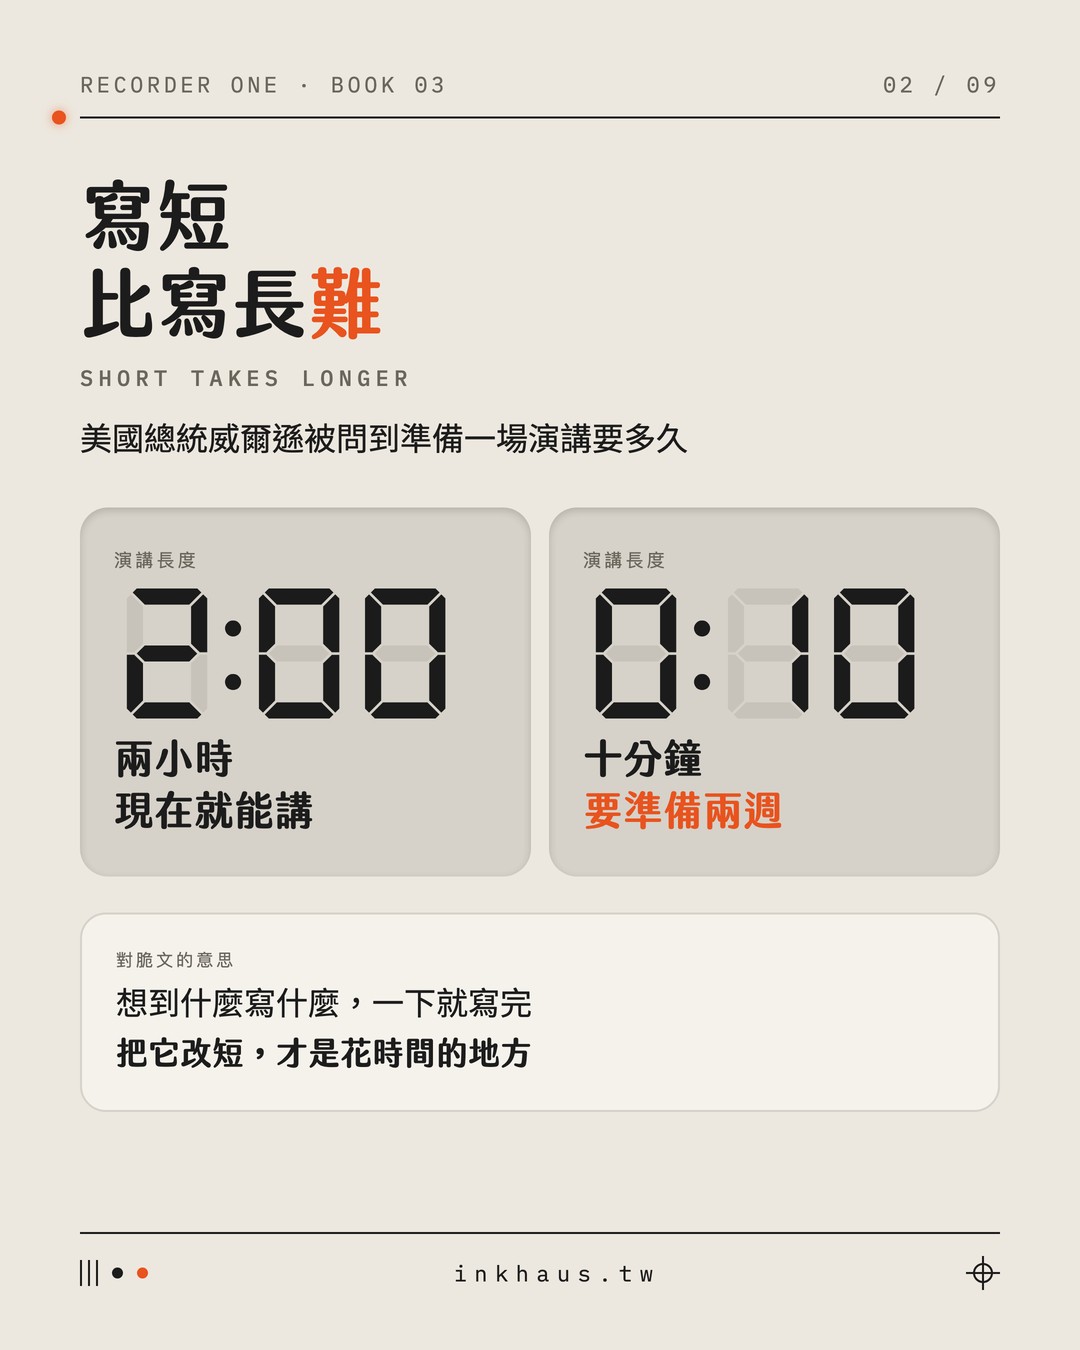 RECORDER ONE · BOOK 03
02 / 09
寫短
比寫長難
SHORT TAKES LONGER
美國總統威爾遜被問到準備一場演講要多久
演講長度
2:00
兩小時
現在就能講
演講長度
0:10
十分鐘
要準備兩週
對脆文的意思
想到什麼寫什麼，一下就寫完
把它改短，才是花時間的地方
inkhaus.tw